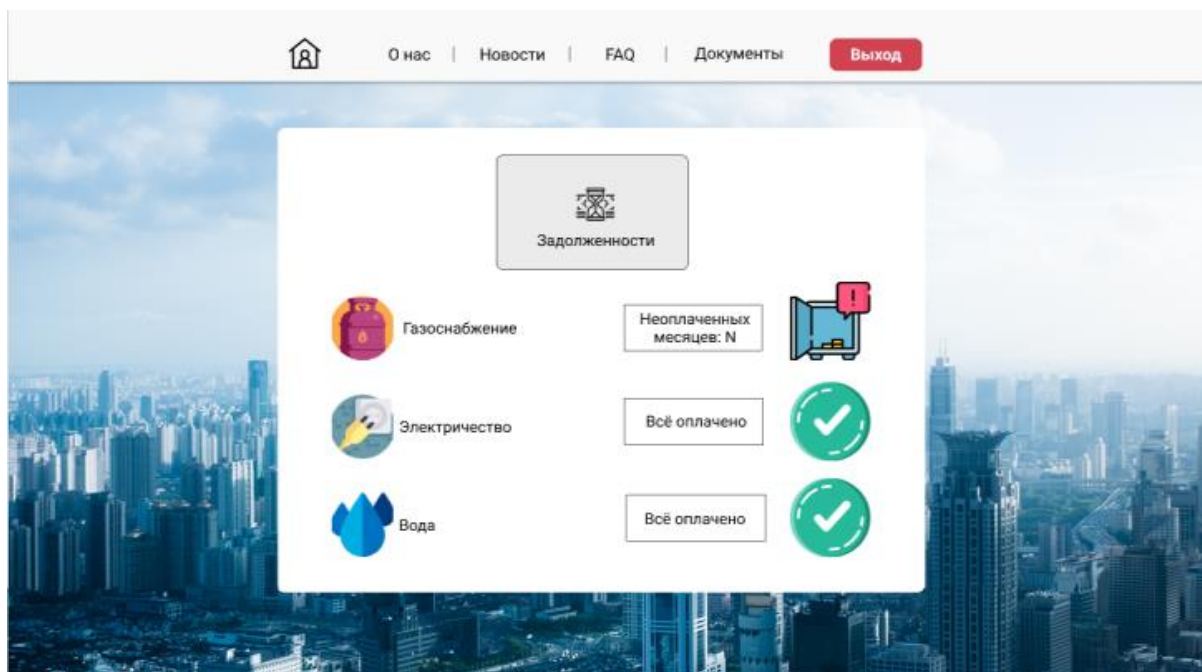 О нас | Новости | FAQ | Документы Выход
Задолженности
Газоснабжение
Неоплаченных
месяцев: N
Электричество
Всё оплачено
Вода
Всё оплачено